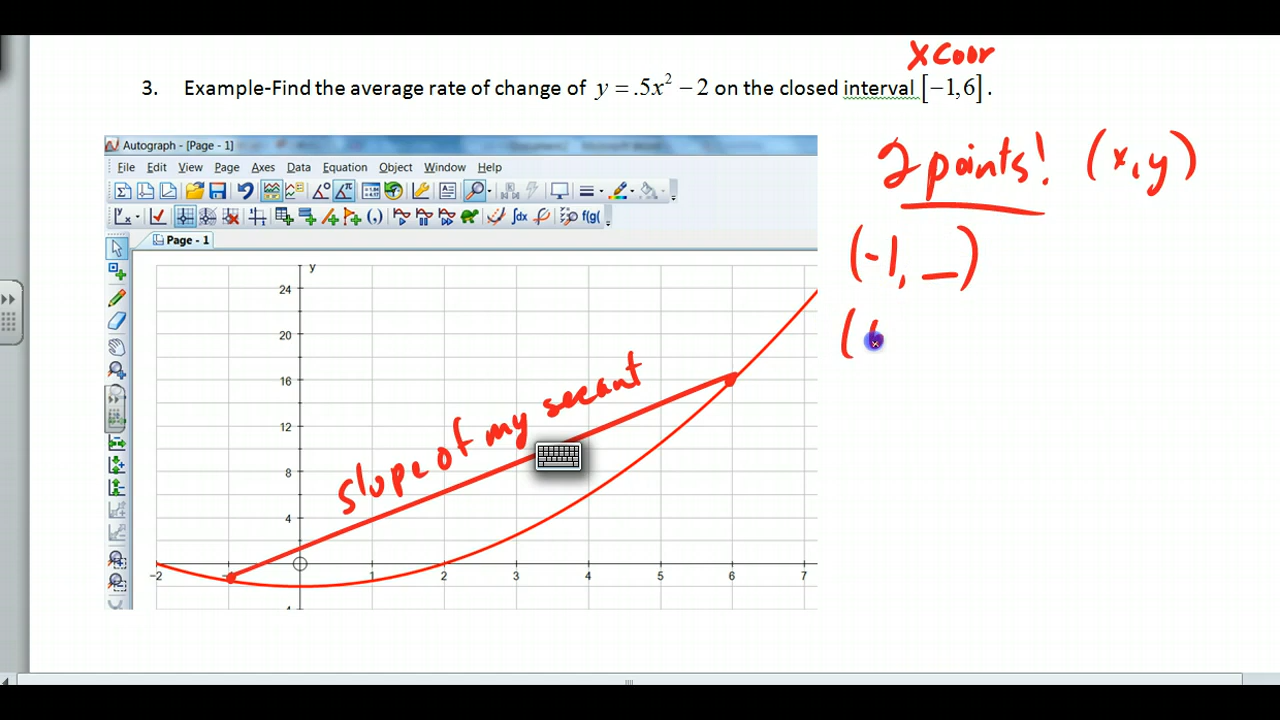 x coor
3. Example-Find the average rate of change of y = .5x² − 2 on the closed interval [−1,6].
2 points! (x,y)
Autograph - [Page - 1]
File Edit View Page Axes Data Equation Object Window Help
Page - 1
(-1, _)
(
y
24
20
16
12
8
4
-2 1 2 3 4 5 6 7
slope of my secant